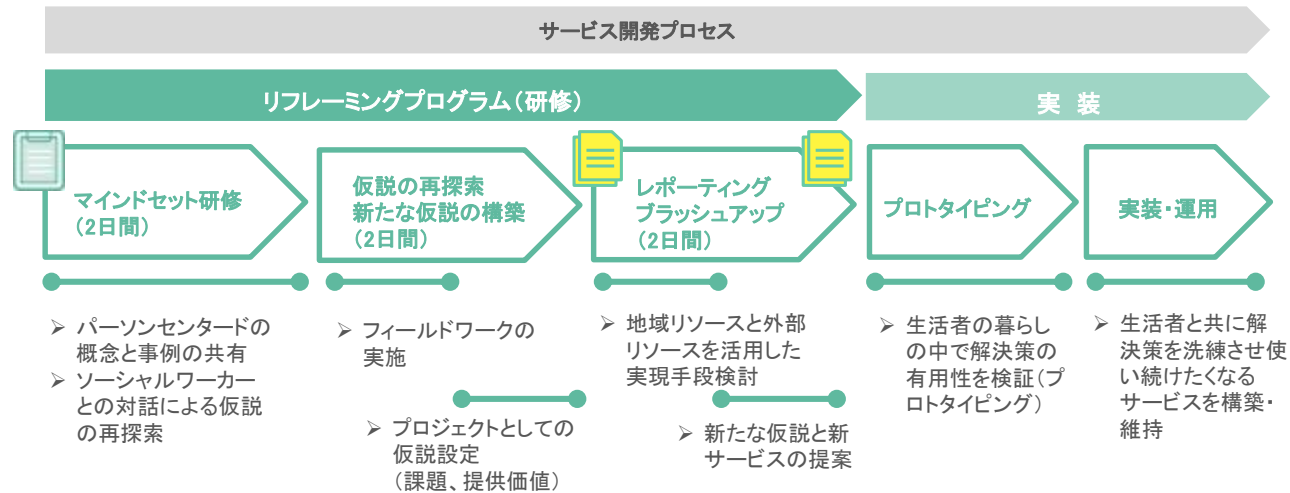 サービス開発プロセス
リフレーミングプログラム(研修)
実 装
マインドセット研修
(2日間)
仮説の再探索
新たな仮説の構築
(2日間)
レポーティング
ブラッシュアップ
(2日間)
プロトタイピング
実装・運用
➢ パーソンセンタードの
概念と事例の共有
➢ ソーシャルワーカー
との対話による仮説
の再探索
➢ フィールドワークの
実施
➢ プロジェクトとしての
仮説設定
(課題、提供価値)
➢ 地域リソースと外部
リソースを活用した
実現手段検討
➢ 新たな仮説と新
サービスの提案
➢ 生活者の暮らし
の中で解決策の
有用性を検証(プ
ロトタイピング)
➢ 生活者と共に解
決策を洗練させ使
い続けたくなる
サービスを構築・
維持